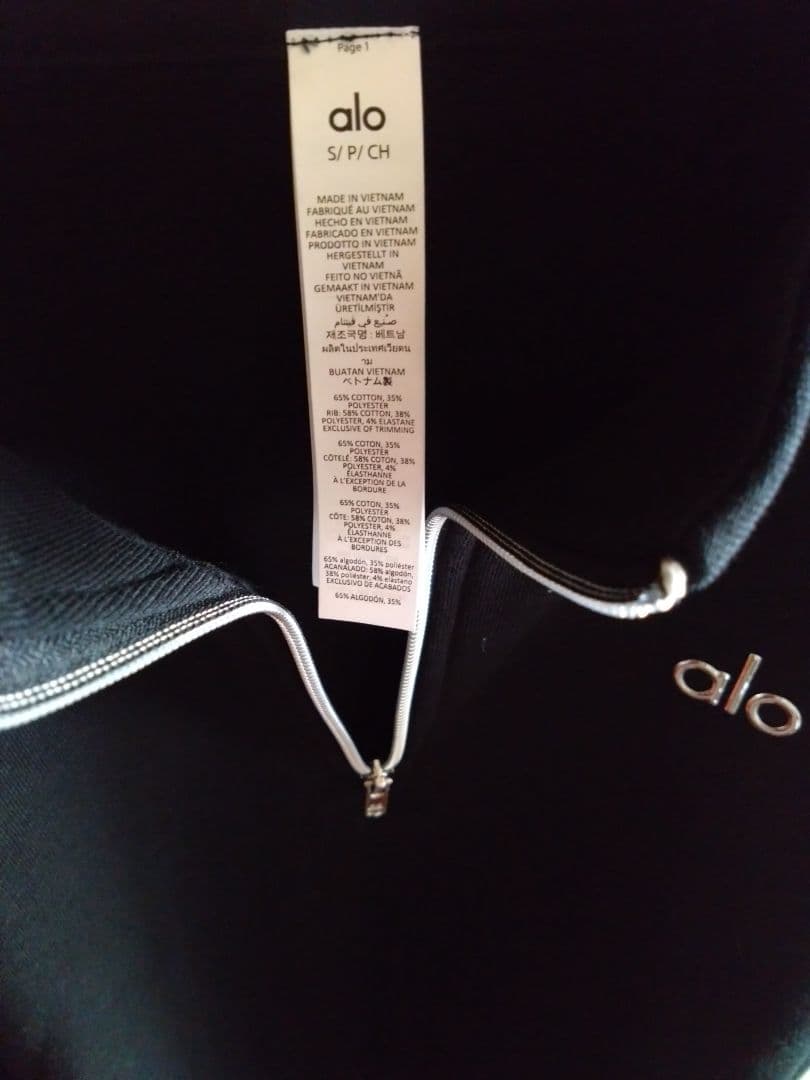 Page 1
alo
S/ P/ CH
MADE IN VIETNAM
FABRIQUÉ AU VIETNAM
HECHO EN VIETNAM
FABRICADO EN VIETNAM
PRODOTTO IN VIETNAM
HERGESTELLT IN
VIETNAM
FEITO NO VIETNÃ
GEMAAKT IN VIETNAM
VIETNAM'DA
ÜRETİLMİŞTİR
صُنِع في فيتنام
제조국명 : 베트남
ผลิตในประเทศเวียดน
าม
BUATAN VIETNAM
ベトナム製
65% COTTON, 35%
POLYESTER
RIB: 58% COTTON, 38%
POLYESTER, 4% ELASTANE
EXCLUSIVE OF TRIMMING
65% COTON, 35%
POLYESTER
CÔTELÉ: 58% COTON, 38%
POLYESTER, 4%
ÉLASTHANNE
À L'EXCEPTION DE LA
BORDURE
65% COTON, 35%
POLYESTER
CÔTE: 58% COTON, 38%
POLYESTER, 4%
ÉLASTHANNE
À L'EXCEPTION DES
BORDURES
65% algodón, 35% poliéster
ACANALADO: 58% algodón,
38% poliéster, 4% elastano
EXCLUSIVO DE ACABADOS
65% ALGODÓN, 35%
alo